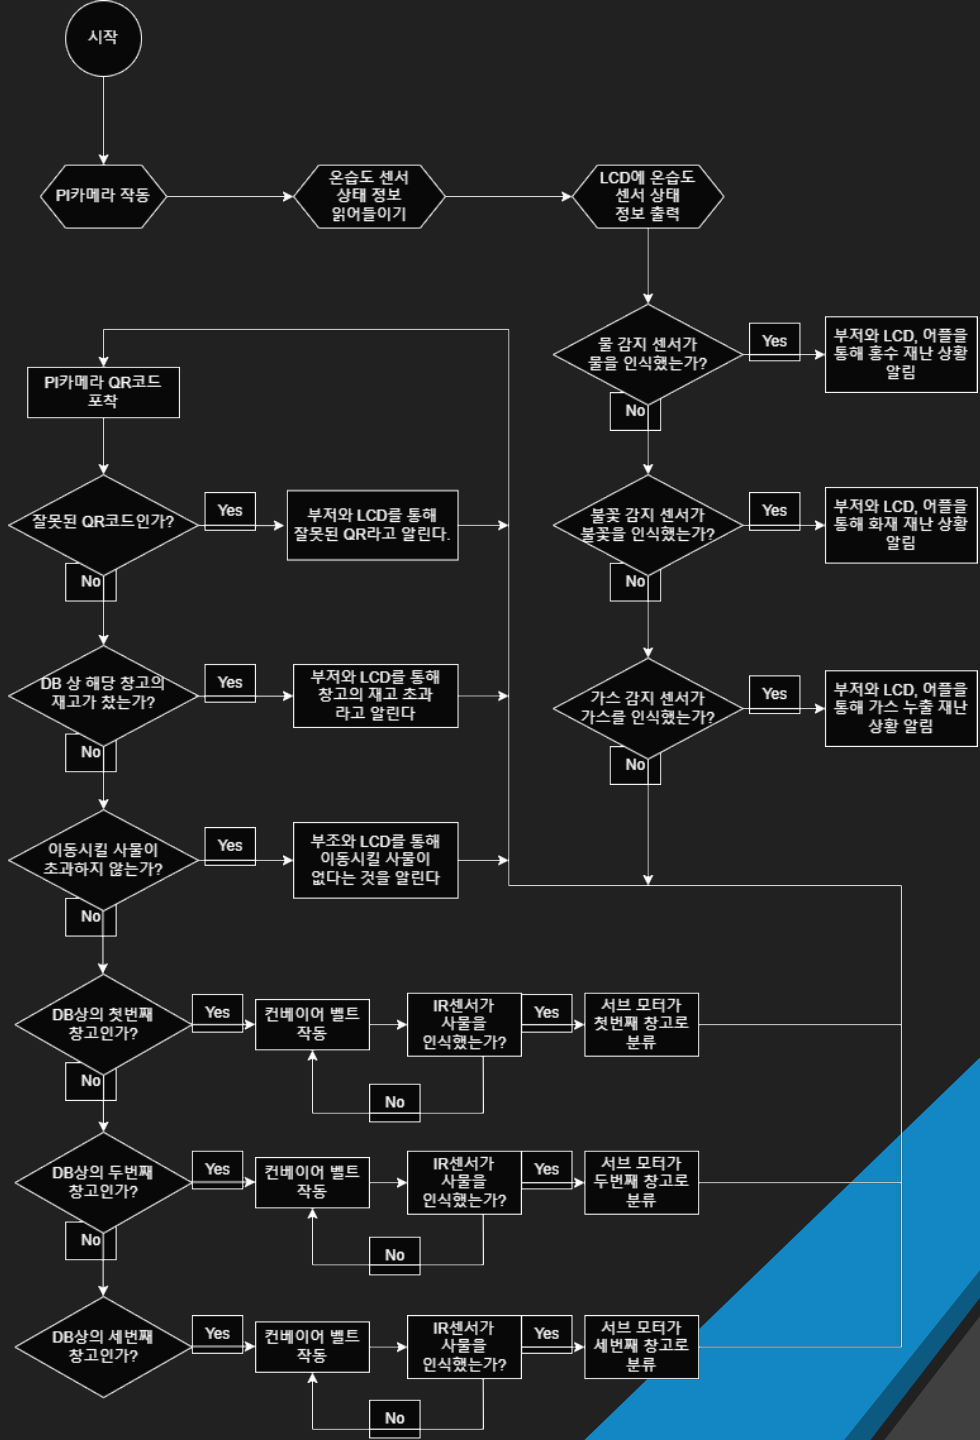 시작
PI카메라 작동
온습도 센서
상태 정보
읽어들이기
LCD에 온습도
센서 상태
정보 출력
물 감지 센서가
물을 인식했는가?
Yes
부저와 LCD, 어플을
통해 홍수 재난 상황
알림
No
불꽃 감지 센서가
불꽃을 인식했는가?
Yes
부저와 LCD, 어플을
통해 화재 재난 상황
알림
No
가스 감지 센서가
가스를 인식했는가?
Yes
부저와 LCD, 어플을
통해 가스 누출 재난
상황 알림
No
PI카메라 QR코드
포착
잘못된 QR코드인가?
Yes
부저와 LCD를 통해
잘못된 QR라고 알린다.
No
DB 상 해당 창고의
재고가 찼는가?
Yes
부저와 LCD를 통해
창고의 재고 초과
라고 알린다
No
이동시킬 사물이
초과하지 않는가?
Yes
부조와 LCD를 통해
이동시킬 사물이
없다는 것을 알린다
No
DB상의 첫번째
창고인가?
Yes
컨베이어 벨트
작동
IR센서가
사물을
인식했는가?
Yes
서브 모터가
첫번째 창고로
분류
No
No
DB상의 두번째
창고인가?
Yes
컨베이어 벨트
작동
IR센서가
사물을
인식했는가?
Yes
서브 모터가
두번째 창고로
분류
No
No
DB상의 세번째
창고인가?
Yes
컨베이어 벨트
작동
IR센서가
사물을
인식했는가?
Yes
서브 모터가
세번째 창고로
분류
No